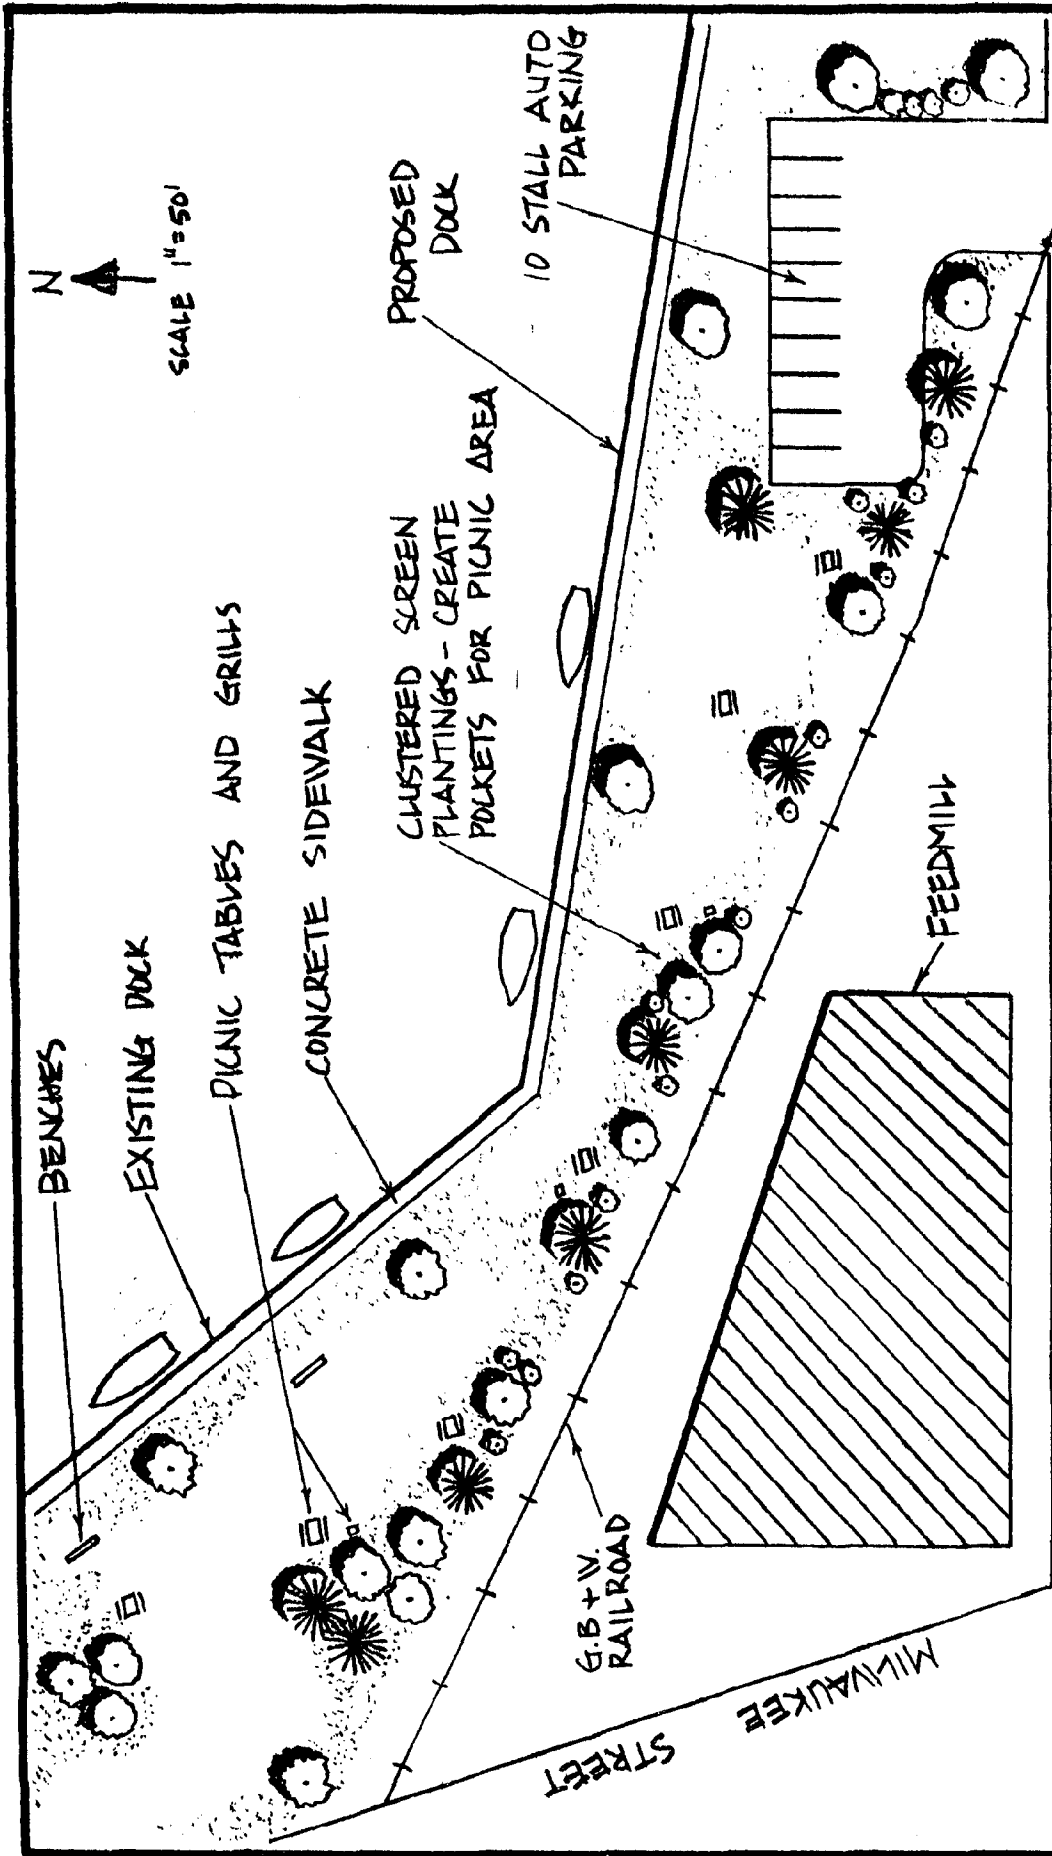 N
SCALE 1"=50'
BENCHES
EXISTING DOCK
PICNIC TABLES AND GRILLS
CONCRETE SIDEWALK
CLUSTERED SCREEN
PLANTINGS - CREATE
POCKETS FOR PICNIC AREA
PROPOSED
DOCK
10 STALL AUTO
PARKING
G.B + W.
RAILROAD
FEEDMILL
MILWAUKEE STREET